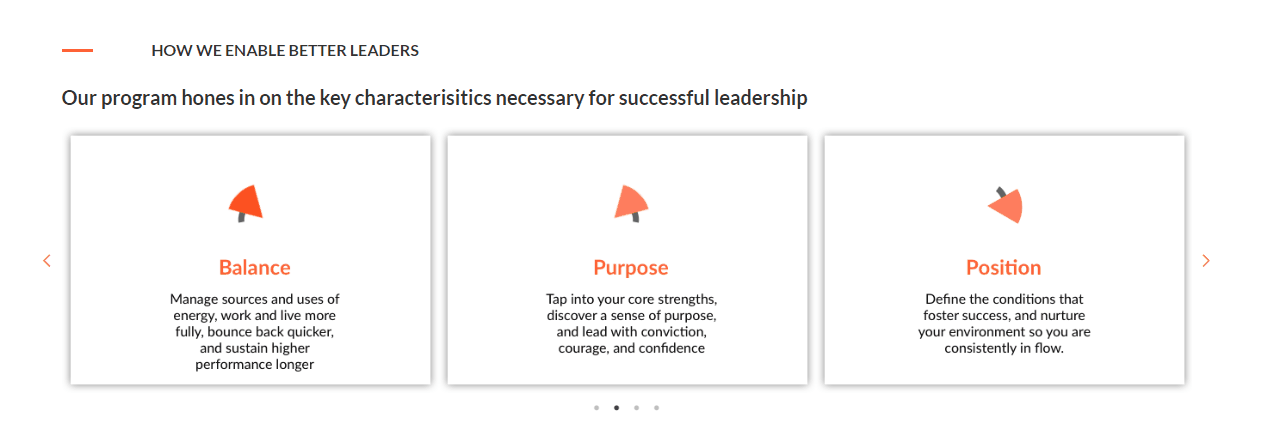 HOW WE ENABLE BETTER LEADERS
Our program hones in on the key characterisitics necessary for successful leadership
Balance
Manage sources and uses of
energy, work and live more
fully, bounce back quicker,
and sustain higher
performance longer
Purpose
Tap into your core strengths,
discover a sense of purpose,
and lead with conviction,
courage, and confidence
Position
Define the conditions that
foster success, and nurture
your environment so you are
consistently in flow.